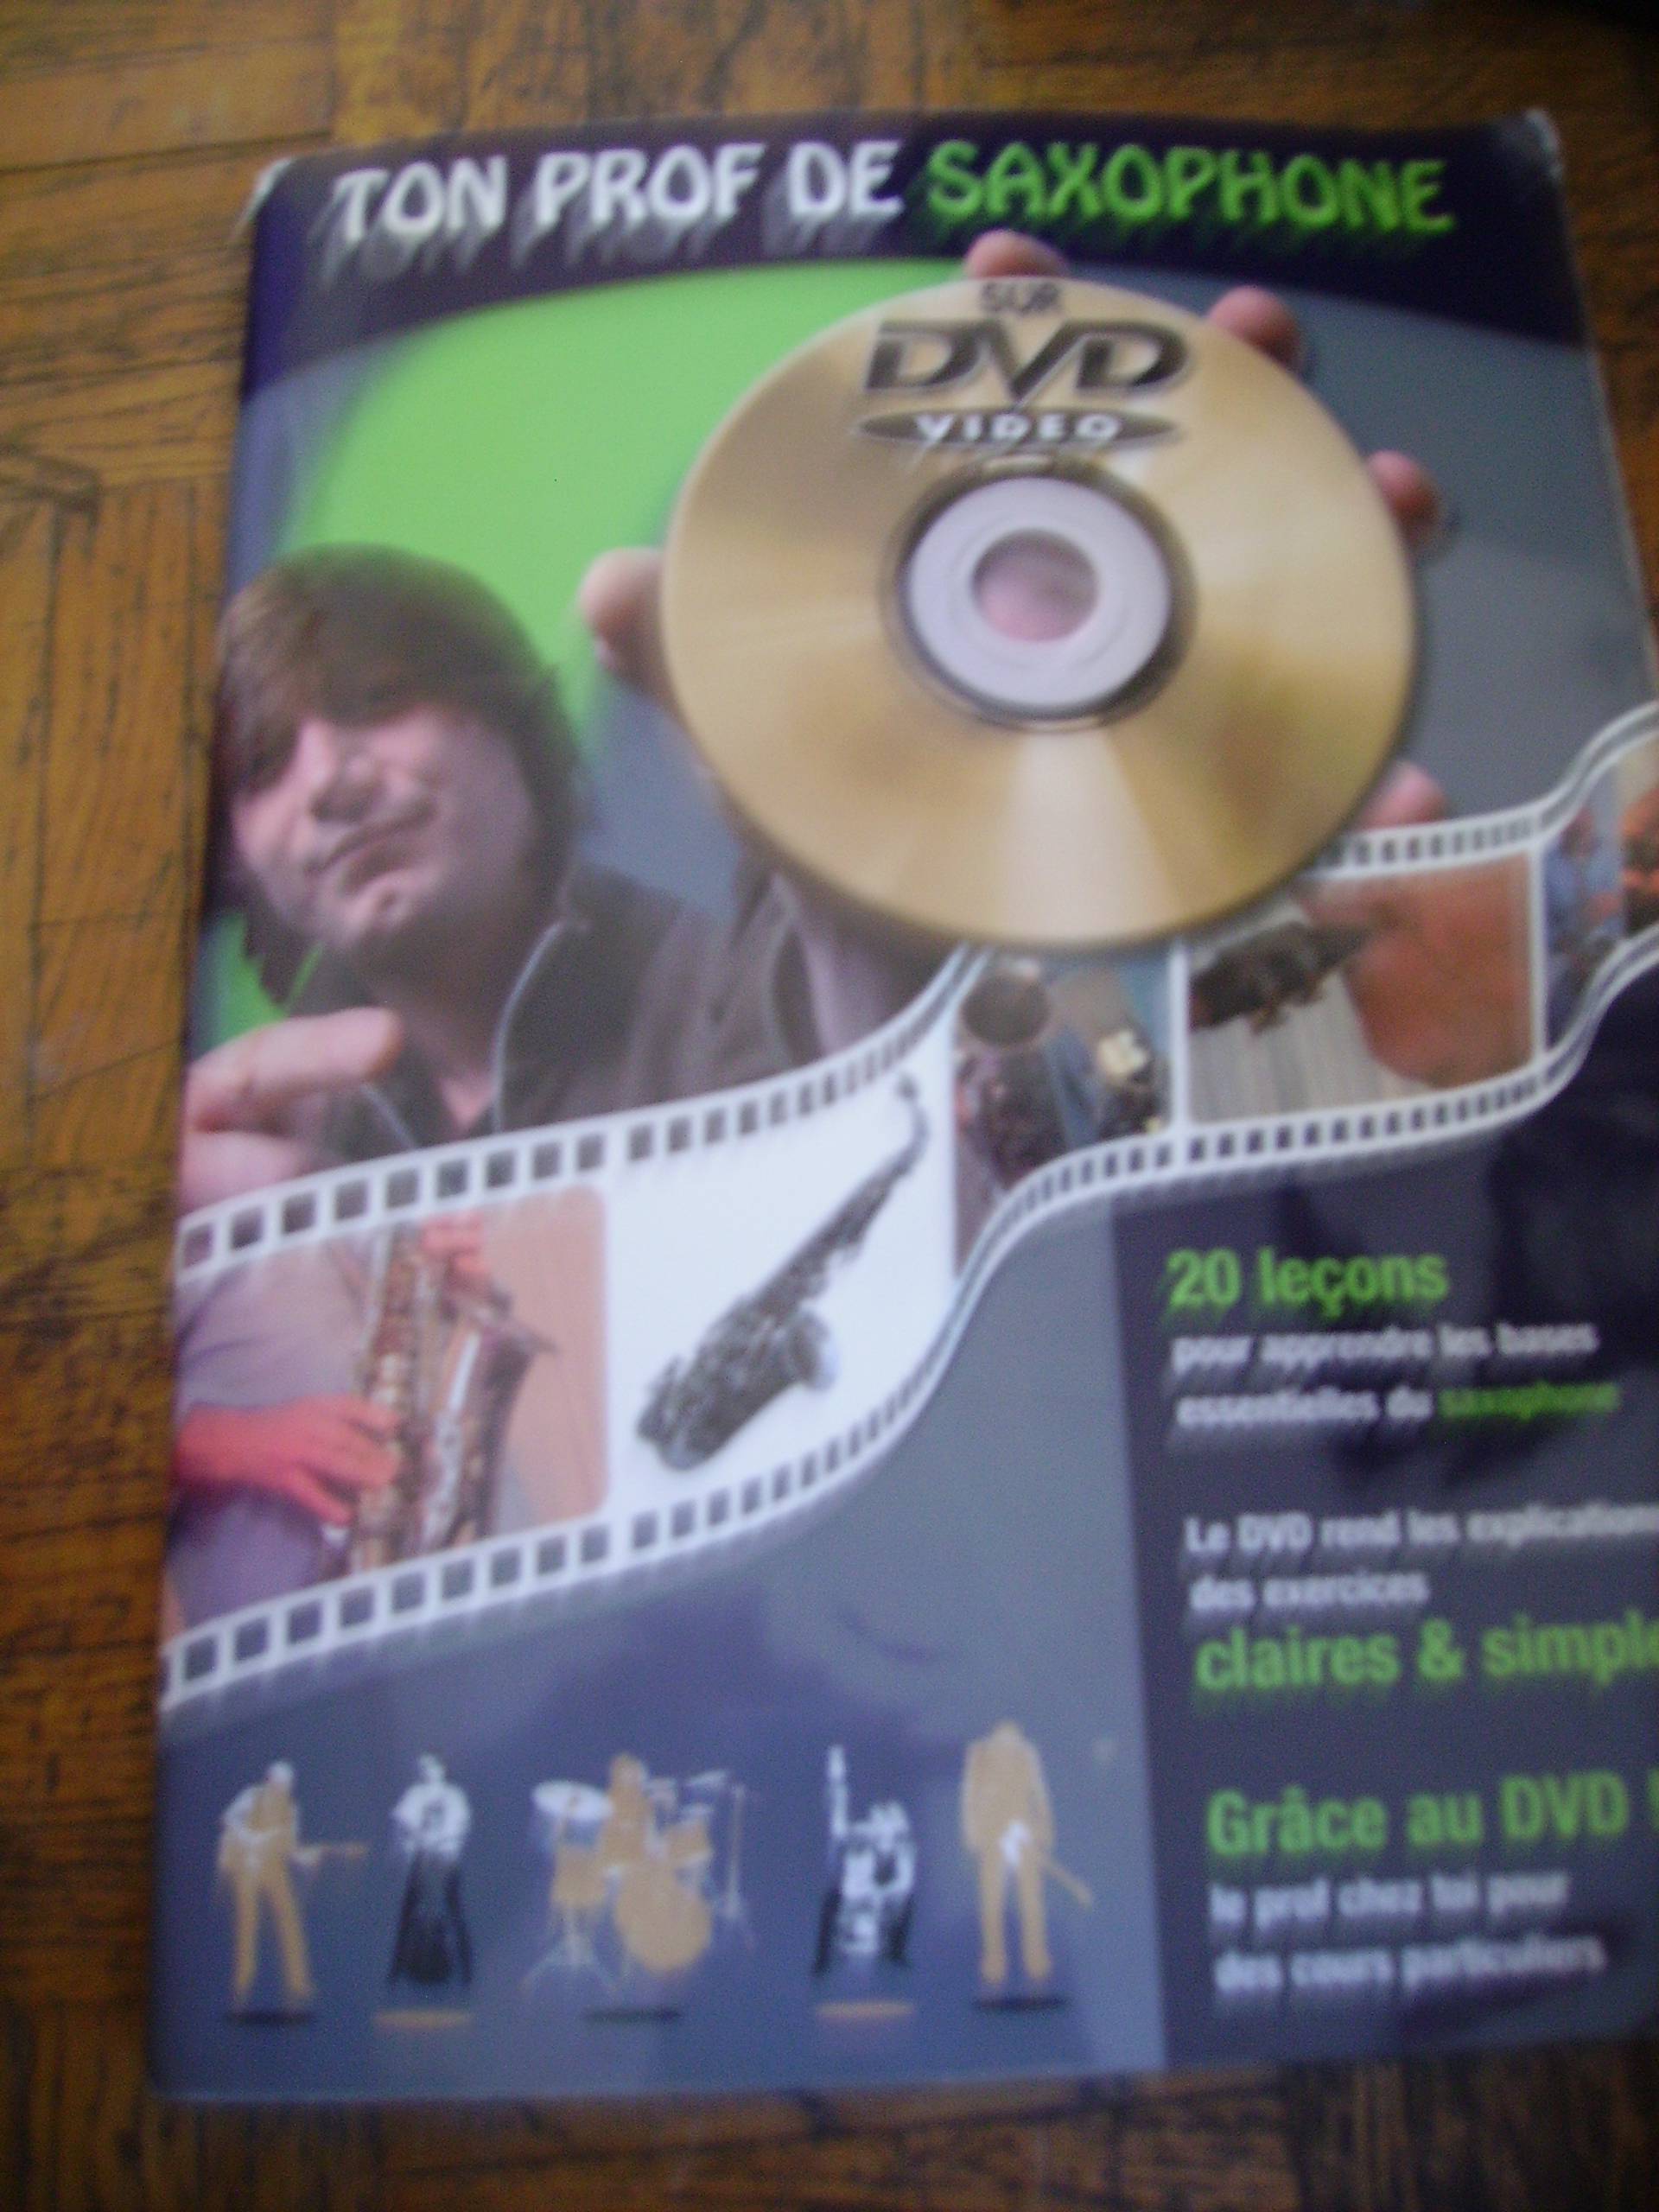 TON PROF DE SAXOPHONE
SUR
DVD
VIDEO
20 leçons
pour apprendre les bases
essentielles du saxophone
Le DVD rend les explications
des exercices
claires & simple
Grâce au DVD !
le prof chez toi pour
des cours particuliers